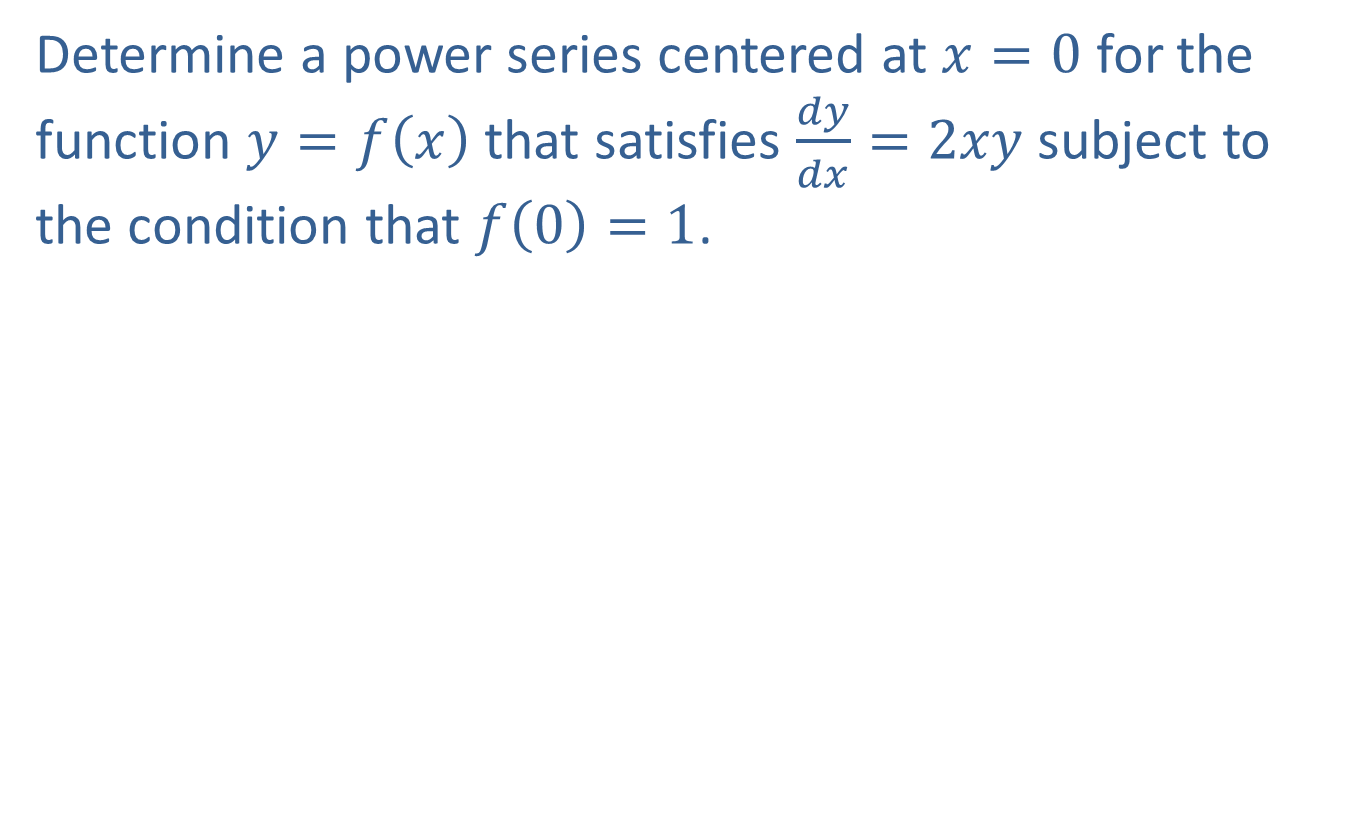 Determine a power series centered at $x = 0$ for the
function $y = f(x)$ that satisfies $\frac{dy}{dx} = 2xy$ subject to
the condition that $f(0) = 1$.